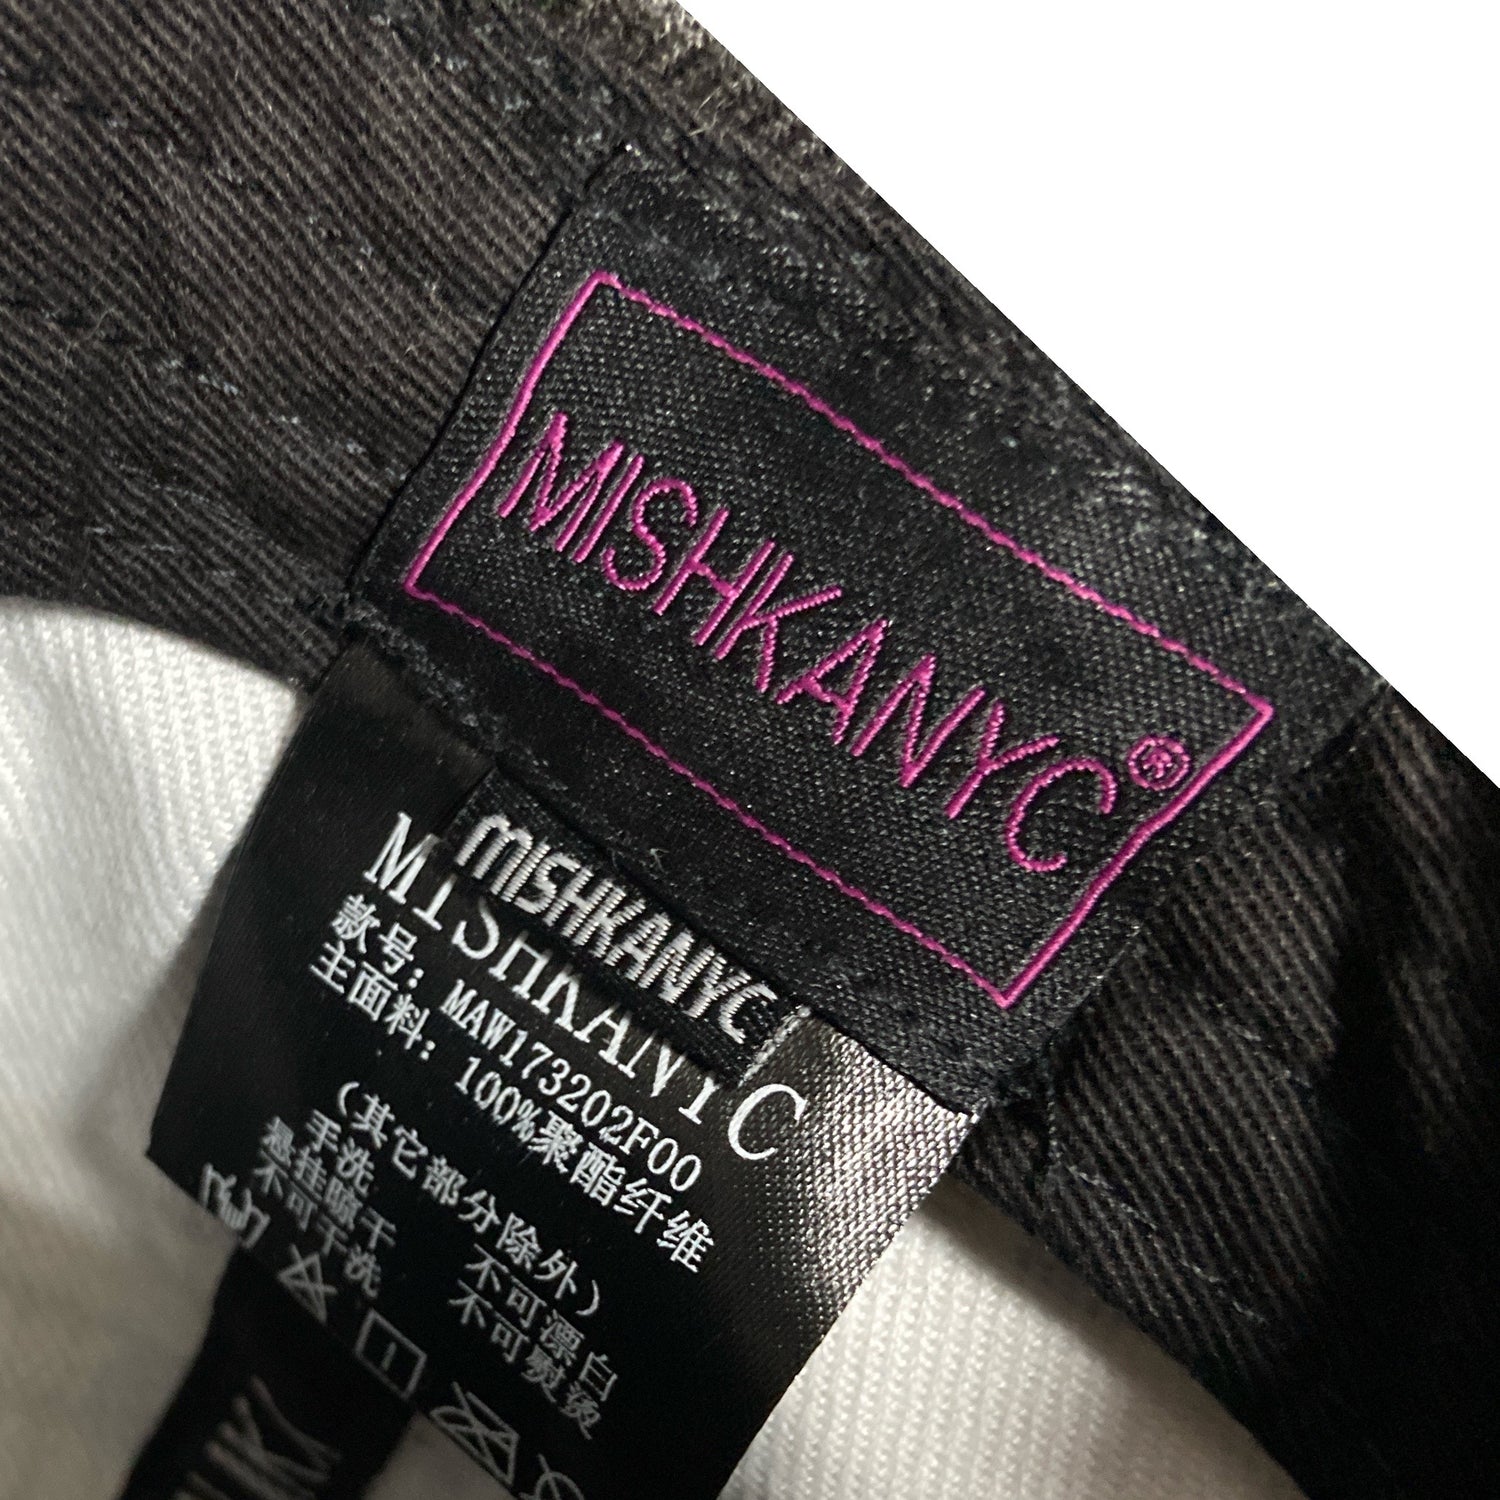 MISHKANYC®
MISHKANYC
MISHKANYC
款号: MAW173202F00
主面料: 100%聚酯纤维
(其它部分除外)
手洗 不可漂白
悬挂晾干 不可熨烫
不可干洗